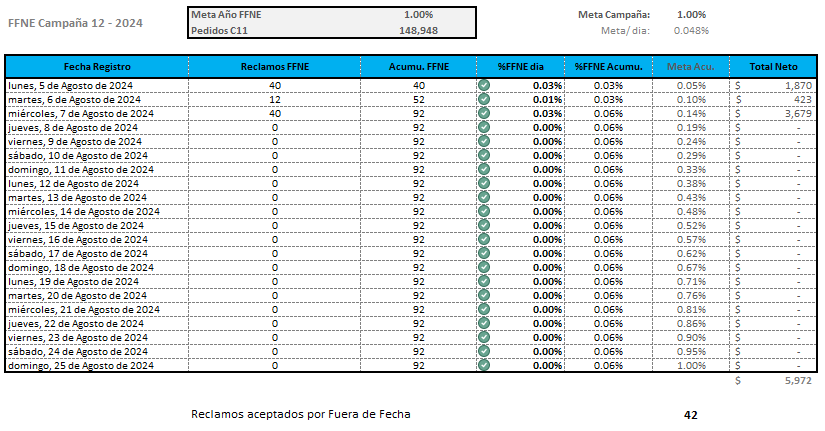 FFNE Campaña 12 - 2024
Meta Año FFNE 1.00% Meta Campaña: 1.00%
Pedidos C11 148,948 Meta/ dia: 0.048%
Fecha Registro Reclamos FFNE Acumu. FFNE %FFNE dia %FFNE Acumu. Meta Acu. Total Neto
lunes, 5 de Agosto de 2024 40 40 0.03% 0.03% 0.05% $ 1,870
martes, 6 de Agosto de 2024 12 52 0.01% 0.03% 0.10% $ 423
miércoles, 7 de Agosto de 2024 40 92 0.03% 0.06% 0.14% $ 3,679
jueves, 8 de Agosto de 2024 0 92 0.00% 0.06% 0.19% $ -
viernes, 9 de Agosto de 2024 0 92 0.00% 0.06% 0.24% $ -
sábado, 10 de Agosto de 2024 0 92 0.00% 0.06% 0.29% $ -
domingo, 11 de Agosto de 2024 0 92 0.00% 0.06% 0.33% $ -
lunes, 12 de Agosto de 2024 0 92 0.00% 0.06% 0.38% $ -
martes, 13 de Agosto de 2024 0 92 0.00% 0.06% 0.43% $ -
miércoles, 14 de Agosto de 2024 0 92 0.00% 0.06% 0.48% $ -
jueves, 15 de Agosto de 2024 0 92 0.00% 0.06% 0.52% $ -
viernes, 16 de Agosto de 2024 0 92 0.00% 0.06% 0.57% $ -
sábado, 17 de Agosto de 2024 0 92 0.00% 0.06% 0.62% $ -
domingo, 18 de Agosto de 2024 0 92 0.00% 0.06% 0.67% $ -
lunes, 19 de Agosto de 2024 0 92 0.00% 0.06% 0.71% $ -
martes, 20 de Agosto de 2024 0 92 0.00% 0.06% 0.76% $ -
miércoles, 21 de Agosto de 2024 0 92 0.00% 0.06% 0.81% $ -
jueves, 22 de Agosto de 2024 0 92 0.00% 0.06% 0.86% $ -
viernes, 23 de Agosto de 2024 0 92 0.00% 0.06% 0.90% $ -
sábado, 24 de Agosto de 2024 0 92 0.00% 0.06% 0.95% $ -
domingo, 25 de Agosto de 2024 0 92 0.00% 0.06% 1.00% $ -
$ 5,972
Reclamos aceptados por Fuera de Fecha 42